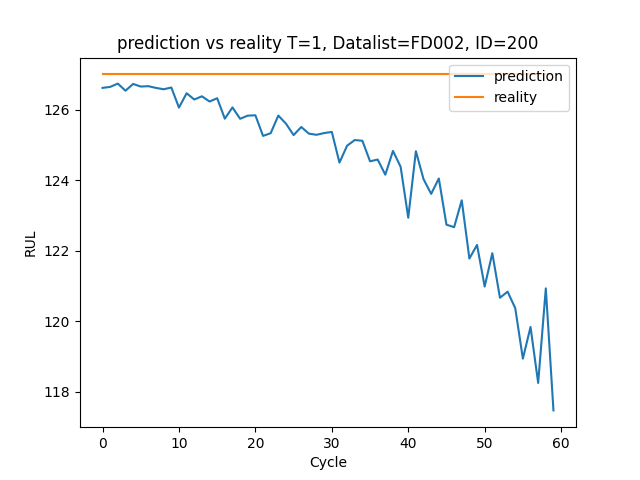 prediction vs reality T=1, Datalist=FD002, ID=200
prediction
reality
RUL
126
124
122
120
118
0 10 20 30 40 50 60
Cycle